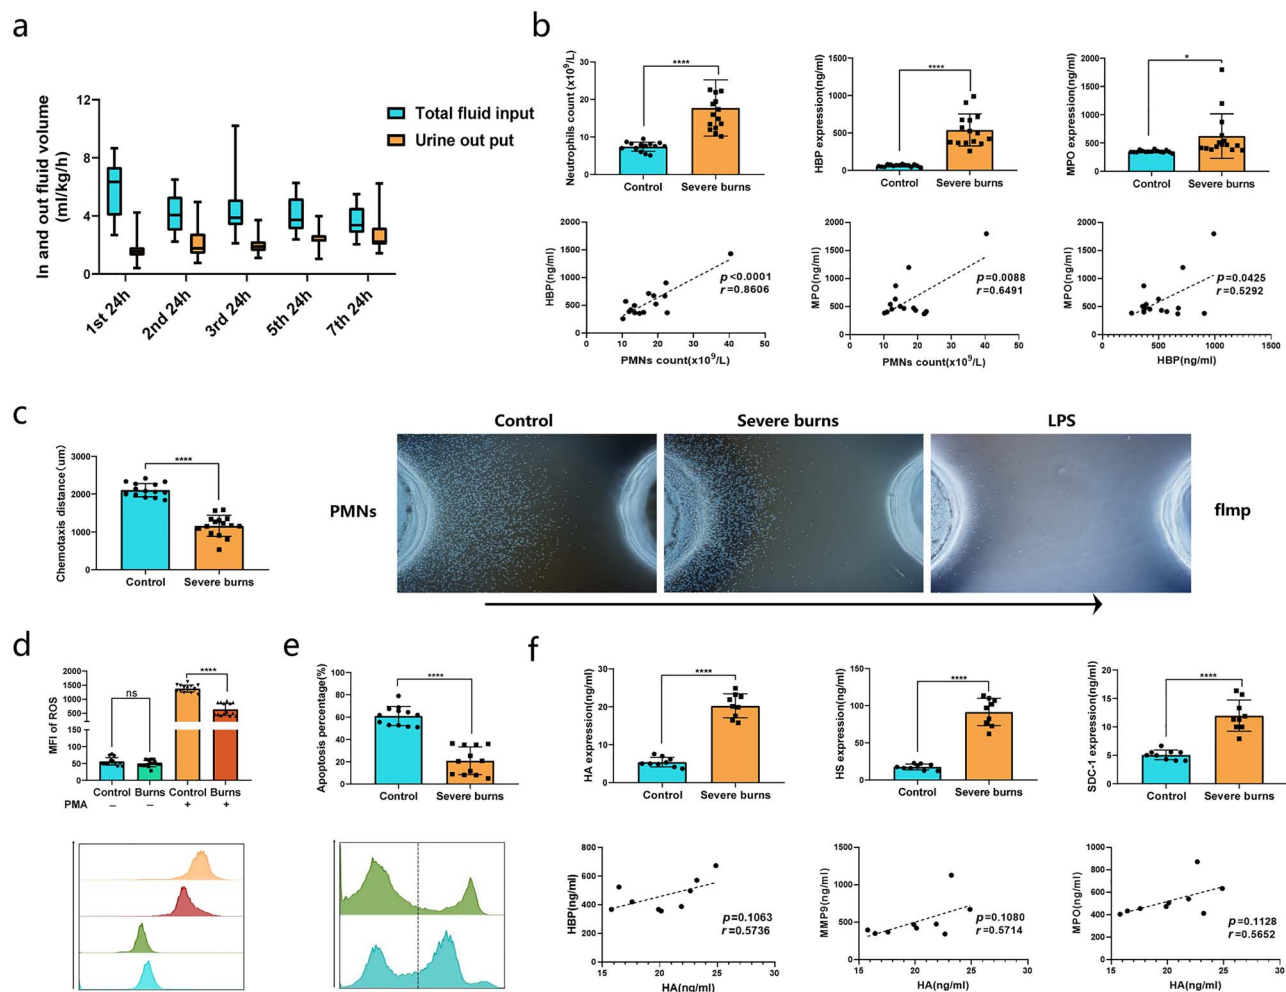 a
In and out fluid volume
(ml/kg/h)
12
8
4
0
Total fluid input
Urine out put
1st 24h
2nd 24h
3rd 24h
5th 24h
7th 24h
b
Neutrophils count (x10⁹/L)
30
20
10
0
****
Control
Severe burns
HBP expression(ng/ml)
1500
1000
500
0
****
Control
Severe burns
MPO expression(ng/ml)
2000
1500
1000
500
0
*
Control
Severe burns
HBP(ng/ml)
2000
1500
1000
500
0
p<0.0001
r=0.8606
0 10 20 30 40 50
PMNs count(x10⁹/L)
MPO(ng/ml)
2000
1500
1000
500
0
p=0.0088
r=0.6491
0 10 20 30 40 50
PMNs count(x10⁹/L)
MPO(ng/ml)
2000
1500
1000
500
0
p=0.0425
r=0.5292
0 500 1000 1500
HBP(ng/ml)
c
Chemotaxis distance(um)
3000
2000
1000
0
****
Control
Severe burns
Control
Severe burns
LPS
PMNs
flmp
d
MFI of ROS
2000
1500
1000
500
150
100
50
0
ns
****
Control Burns Control Burns
PMA – – + +
e
Apoptosis percentage(%)
100
80
60
40
20
0
****
Control
Severe burns
f
HA expression(ng/ml)
30
20
10
0
****
Control
Severe burns
HS expression(ng/ml)
150
100
50
0
****
Control
Severe burns
SDC-1 expression(ng/ml)
20
15
10
5
0
****
Control
Severe burns
HBP(ng/ml)
800
600
400
200
0
p=0.1063
r=0.5736
15 20 25 30
HA(ng/ml)
MMP9(ng/ml)
1500
1000
500
0
p=0.1080
r=0.5714
15 20 25 30
HA(ng/ml)
MPO(ng/ml)
1000
800
600
400
200
0
p=0.1128
r=0.5652
15 20 25 30
HA(ng/ml)